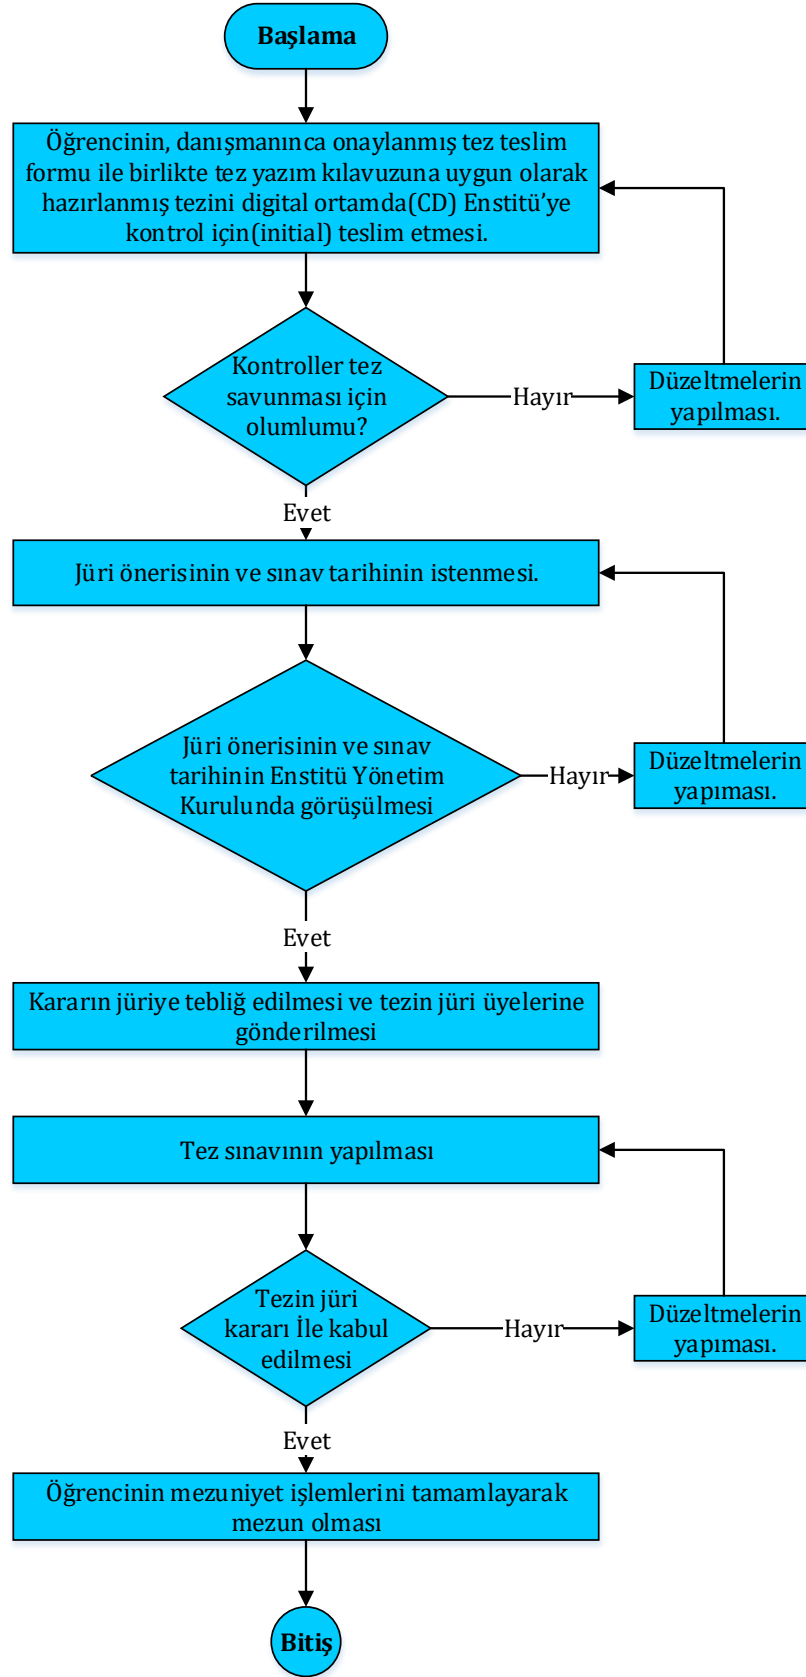 Başlama
Öğrencinin, danışmanınca onaylanmış tez teslim
formu ile birlikte tez yazım kılavuzuna uygun olarak
hazırlanmış tezini digital ortamda(CD) Enstitü’ye
kontrol için(initial) teslim etmesi.
Kontroller tez
savunması için
olumlumu?
Hayır
Düzeltmelerin
yapılması.
Evet
Jüri önerisinin ve sınav tarihinin istenmesi.
Jüri önerisinin ve sınav
tarihinin Enstitü Yönetim
Kurulunda görüşülmesi
Hayır
Düzeltmelerin
yapıması.
Evet
Kararın jüriye tebliğ edilmesi ve tezin jüri üyelerine
gönderilmesi
Tez sınavının yapılması
Tezin jüri
kararı İle kabul
edilmesi
Hayır
Düzeltmelerin
yapıması.
Evet
Öğrencinin mezuniyet işlemlerini tamamlayarak
mezun olması
Bitiş